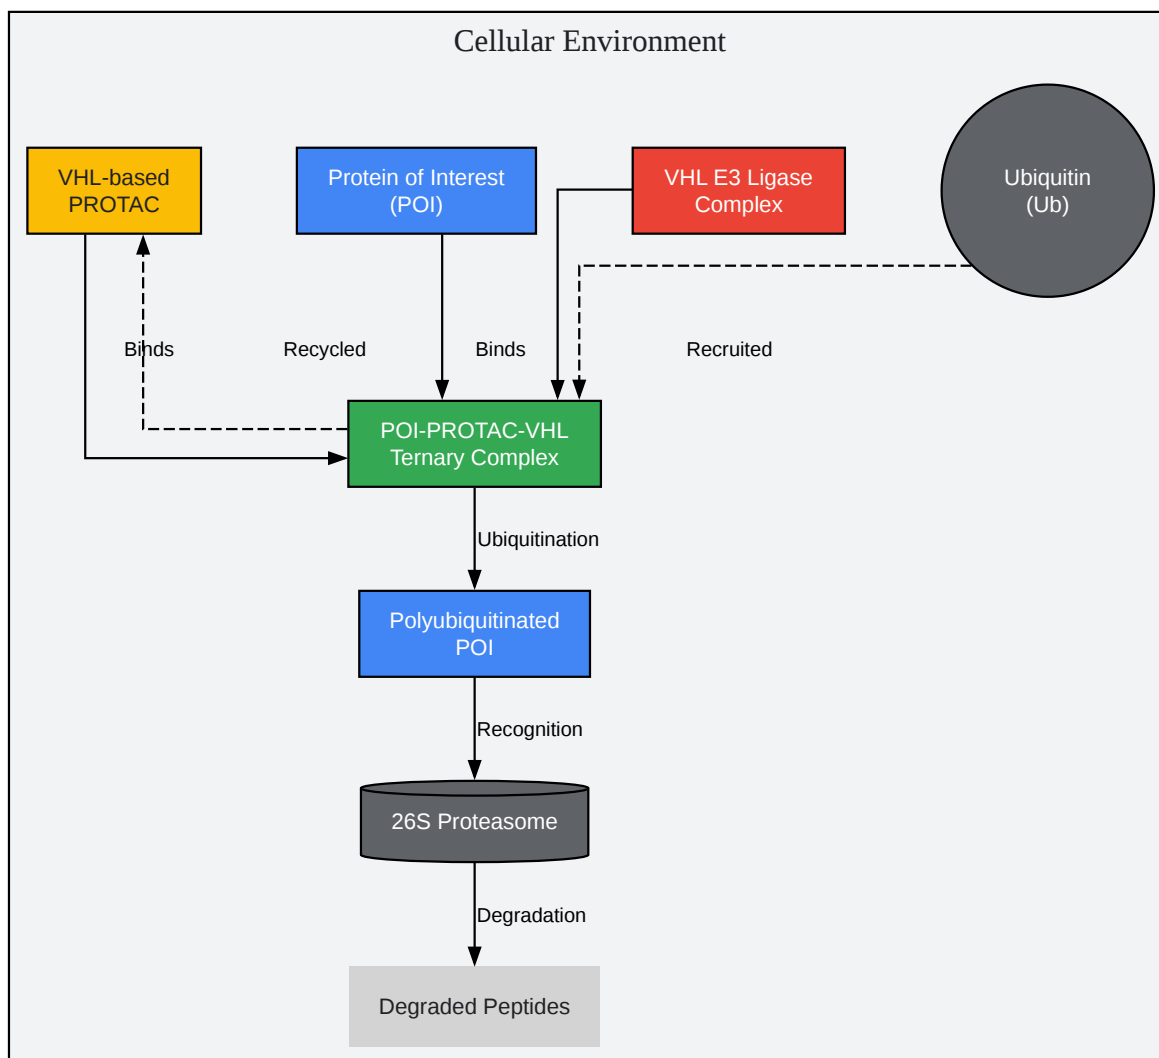 Cellular Environment
VHL-based
PROTAC
Protein of Interest
(POI)
VHL E3 Ligase
Complex
Ubiquitin
(Ub)
Binds
Recycled
Binds
Recruited
POI-PROTAC-VHL
Ternary Complex
Ubiquitination
Polyubiquitinated
POI
Recognition
26S Proteasome
Degradation
Degraded Peptides